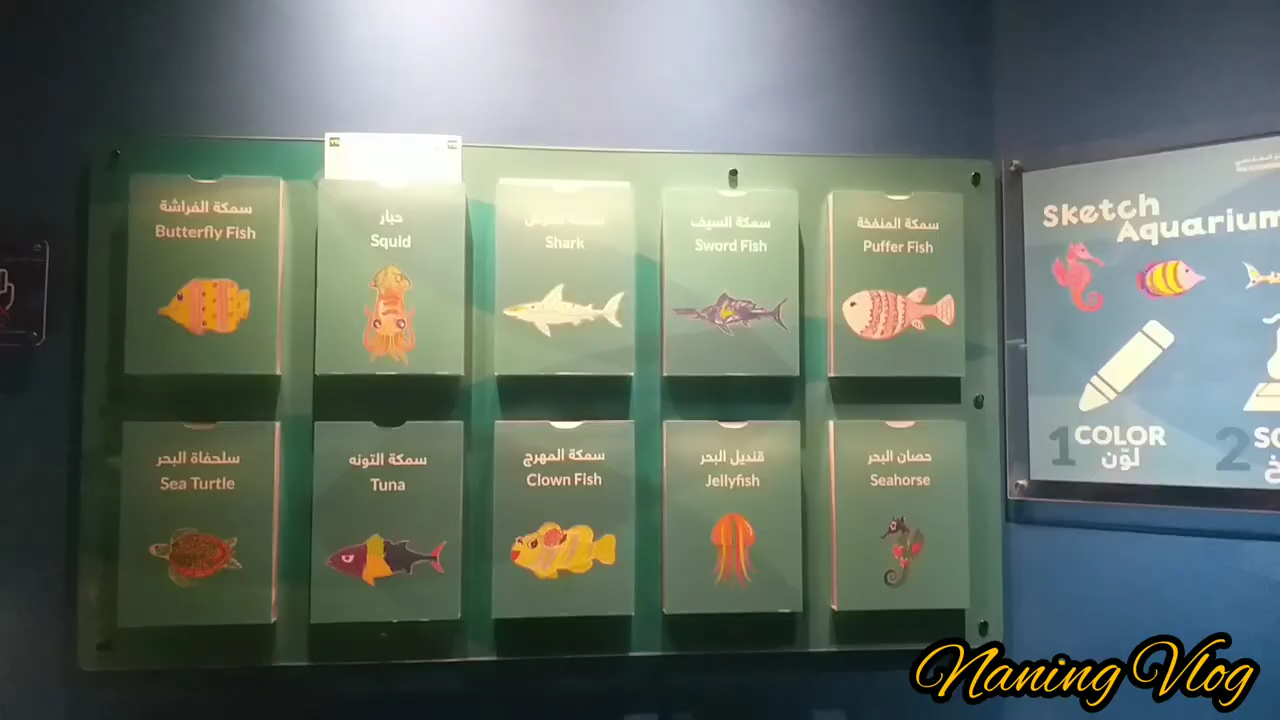 سمكة الفراشة
Butterfly Fish
حبار
Squid
Shark
سمكة السيف
Sword Fish
سمكة المنفخة
Puffer Fish
سلحفاة البحر
Sea Turtle
سمكة التونه
Tuna
سمكة المهرج
Clown Fish
قنديل البحر
Jellyfish
حصان البحر
Seahorse
Sketch
Aquarium
1 COLOR
لوّن
2
Naning Vlog